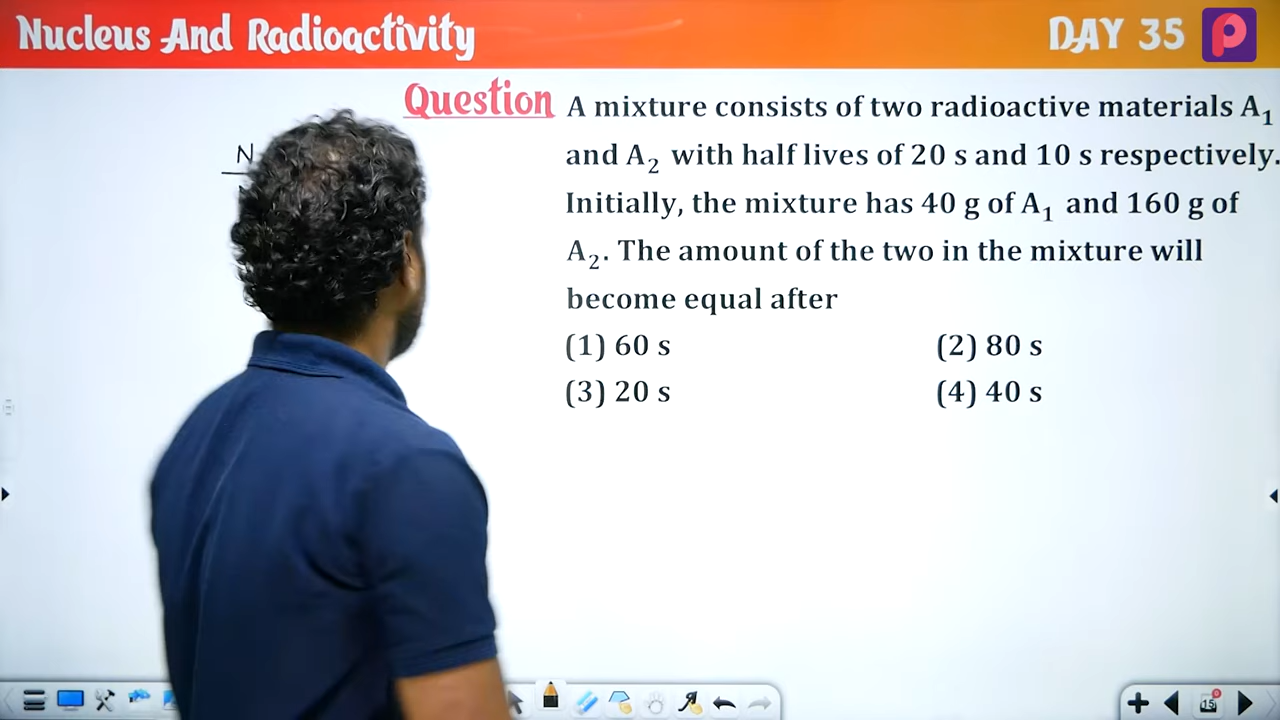 Nucleus And Radioactivity
DAY 35
Question
A mixture consists of two radioactive materials A₁
and A₂ with half lives of 20 s and 10 s respectively.
Initially, the mixture has 40 g of A₁ and 160 g of
A₂. The amount of the two in the mixture will
become equal after
(1) 60 s
(2) 80 s
(3) 20 s
(4) 40 s
N
15